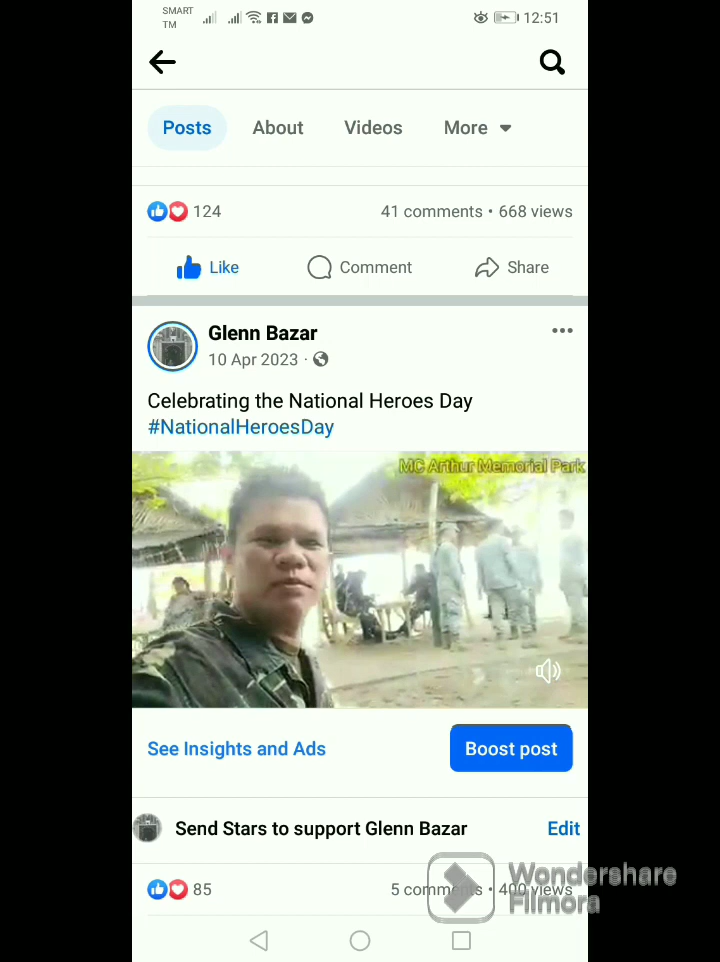 SMART
TM
12:51
Posts About Videos More
124 41 comments • 668 views
Like Comment Share
Glenn Bazar
10 Apr 2023 ·
Celebrating the National Heroes Day
#NationalHeroesDay
MC Arthur Memorial Park
See Insights and Ads Boost post
Send Stars to support Glenn Bazar Edit
85 5 comments • 400 views
Wondershare
Filmora